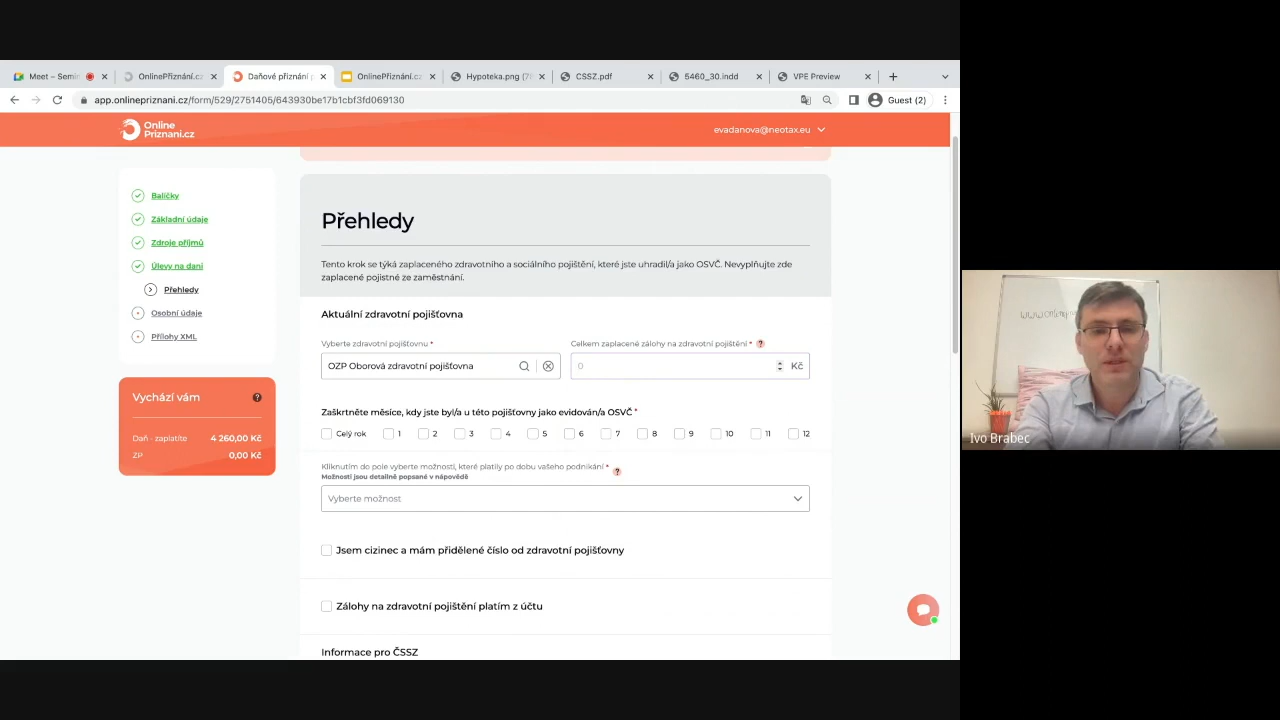 Meet – Semin
OnlinePřiznání.cz
Daňové přiznání p
OnlinePřiznání.cz
Hypoteka.png (7
CSSZ.pdf
5460_30.indd
VPE Preview
app.onlinepriznani.cz/form/529/2751405/643930be17b1cbf3fd069130
Guest (2)
Online
Priznani.cz
evadanova@neotax.eu
Balíčky
Základní údaje
Zdroje příjmů
Úlevy na dani
Přehledy
Osobní údaje
Přílohy XML
Vychází vám
Daň - zaplatíte 4 260,00 Kč
ZP 0,00 Kč
Přehledy
Tento krok se týká zaplaceného zdravotního a sociálního pojištění, které jste uhradil/a jako OSVČ. Nevyplňujte zde
zaplacené pojistné ze zaměstnání.
Aktuální zdravotní pojišťovna
Vyberte zdravotní pojišťovnu *
Celkem zaplacené zálohy na zdravotní pojištění * ?
OZP Oborová zdravotní pojišťovna
0 Kč
Zaškrtněte měsíce, kdy jste byl/a u této pojišťovny jako evidován/a OSVČ *
Celý rok 1 2 3 4 5 6 7 8 9 10 11 12
Kliknutím do pole vyberte možnosti, které platily po dobu vašeho podnikání * ?
Možnosti jsou detailně popsané v nápovědě
Vyberte možnost
Jsem cizinec a mám přidělené číslo od zdravotní pojišťovny
Zálohy na zdravotní pojištění platím z účtu
Informace pro ČSSZ
Ivo Brabec